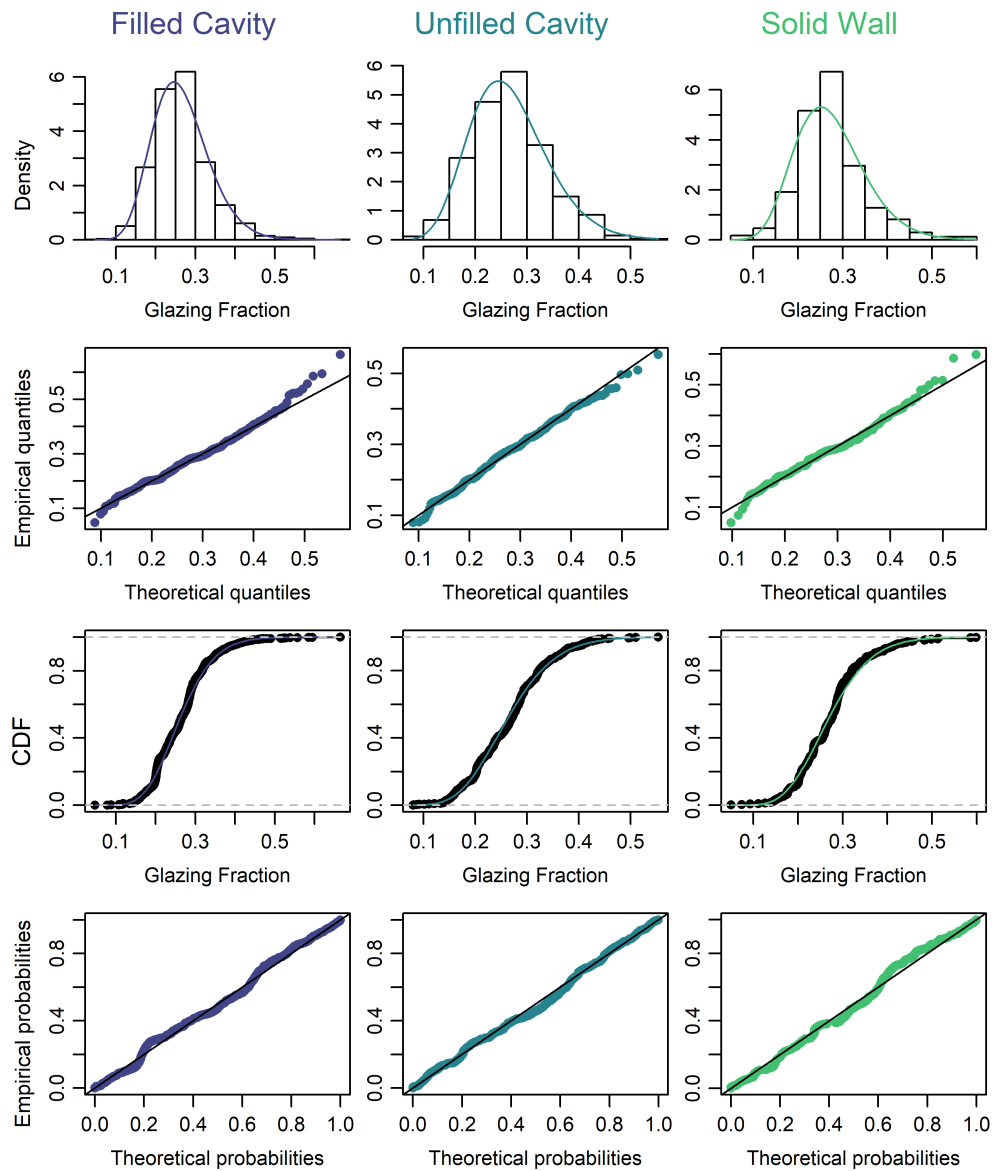 Filled Cavity Unfilled Cavity Solid Wall
Density
0 2 4 6
0.1 0.3 0.5
Glazing Fraction
0 1 2 3 4 5 6
0.1 0.2 0.3 0.4 0.5
Glazing Fraction
0 2 4 6
0.1 0.3 0.5
Glazing Fraction
Empirical quantiles
0.1 0.3 0.5
0.1 0.2 0.3 0.4 0.5
Theoretical quantiles
0.1 0.3 0.5
0.1 0.2 0.3 0.4 0.5
Theoretical quantiles
0.1 0.3 0.5
0.1 0.2 0.3 0.4 0.5
Theoretical quantiles
CDF
0.0 0.4 0.8
0.1 0.3 0.5
Glazing Fraction
0.0 0.4 0.8
0.1 0.2 0.3 0.4 0.5
Glazing Fraction
0.0 0.4 0.8
0.1 0.3 0.5
Glazing Fraction
Empirical probabilities
0.0 0.4 0.8
0.0 0.2 0.4 0.6 0.8 1.0
Theoretical probabilities
0.0 0.4 0.8
0.0 0.2 0.4 0.6 0.8 1.0
Theoretical probabilities
0.0 0.4 0.8
0.0 0.2 0.4 0.6 0.8 1.0
Theoretical probabilities